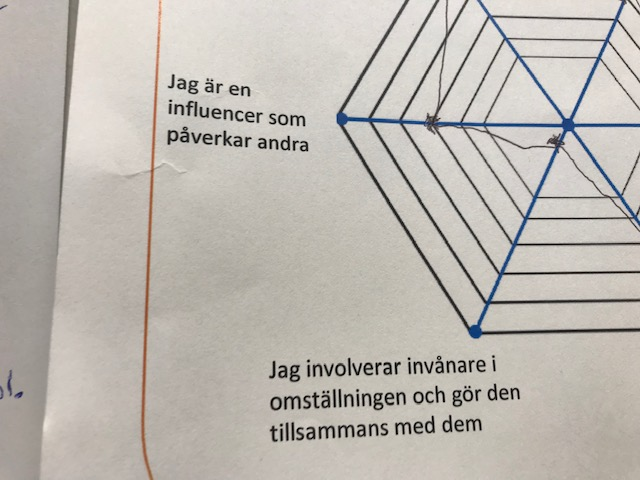 Jag är en
influencer som
påverkar andra
Jag involverar invånare i
omställningen och gör den
tillsammans med dem